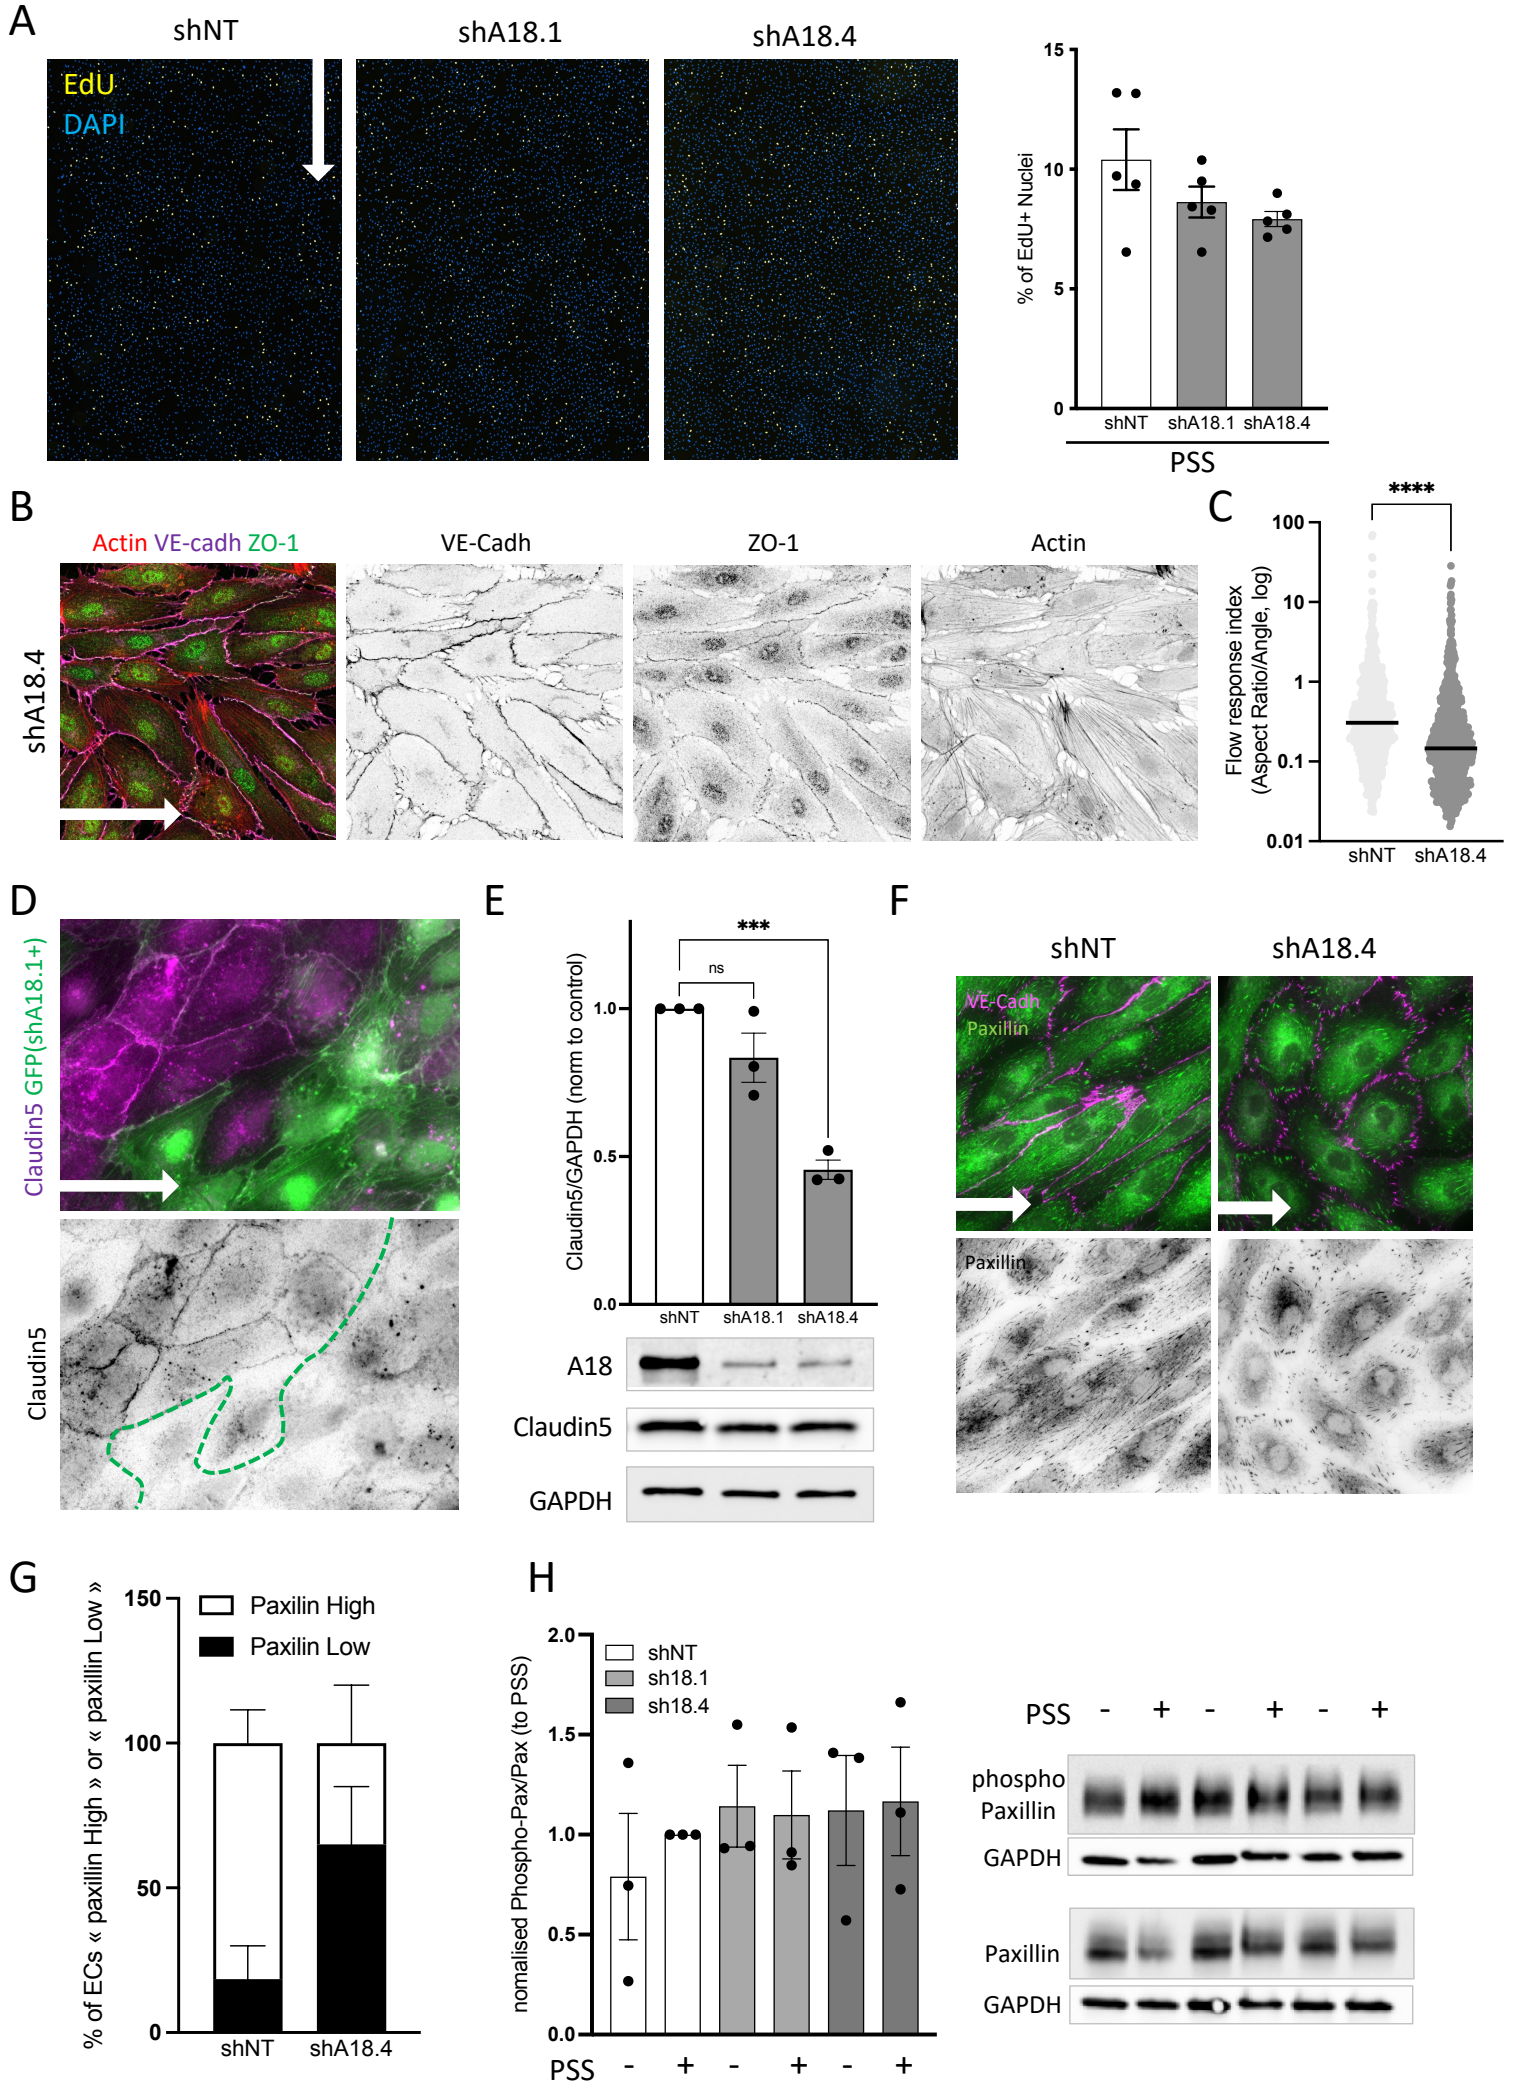 A
shNT
shA18.1
shA18.4
EdU
DAPI
15
10
5
0
% of EdU+ Nuclei
shNT
shA18.1
shA18.4
PSS
B
Actin VE-cadh ZO-1
VE-Cadh
ZO-1
Actin
shA18.4
C
****
100
10
1
0.1
0.01
Flow response index
(Aspect Ratio/Angle, log)
shNT
shA18.4
D
Claudin5 GFP(shA18.1+)
Claudin5
E
***
ns
1.0
0.5
0.0
Claudin5/GAPDH (norm to control)
shNT
shA18.1
shA18.4
A18
Claudin5
GAPDH
F
shNT
shA18.4
VE-Cadh
Paxillin
Paxillin
G
150
100
50
0
% of ECs « paxillin High » or « paxillin Low »
Paxilin High
Paxilin Low
shNT
shA18.4
H
2.0
1.5
1.0
0.5
0.0
nomalised Phospho-Pax/Pax (to PSS)
shNT
sh18.1
sh18.4
PSS - + - + - +
PSS - + - + - +
phospho
Paxillin
GAPDH
Paxillin
GAPDH